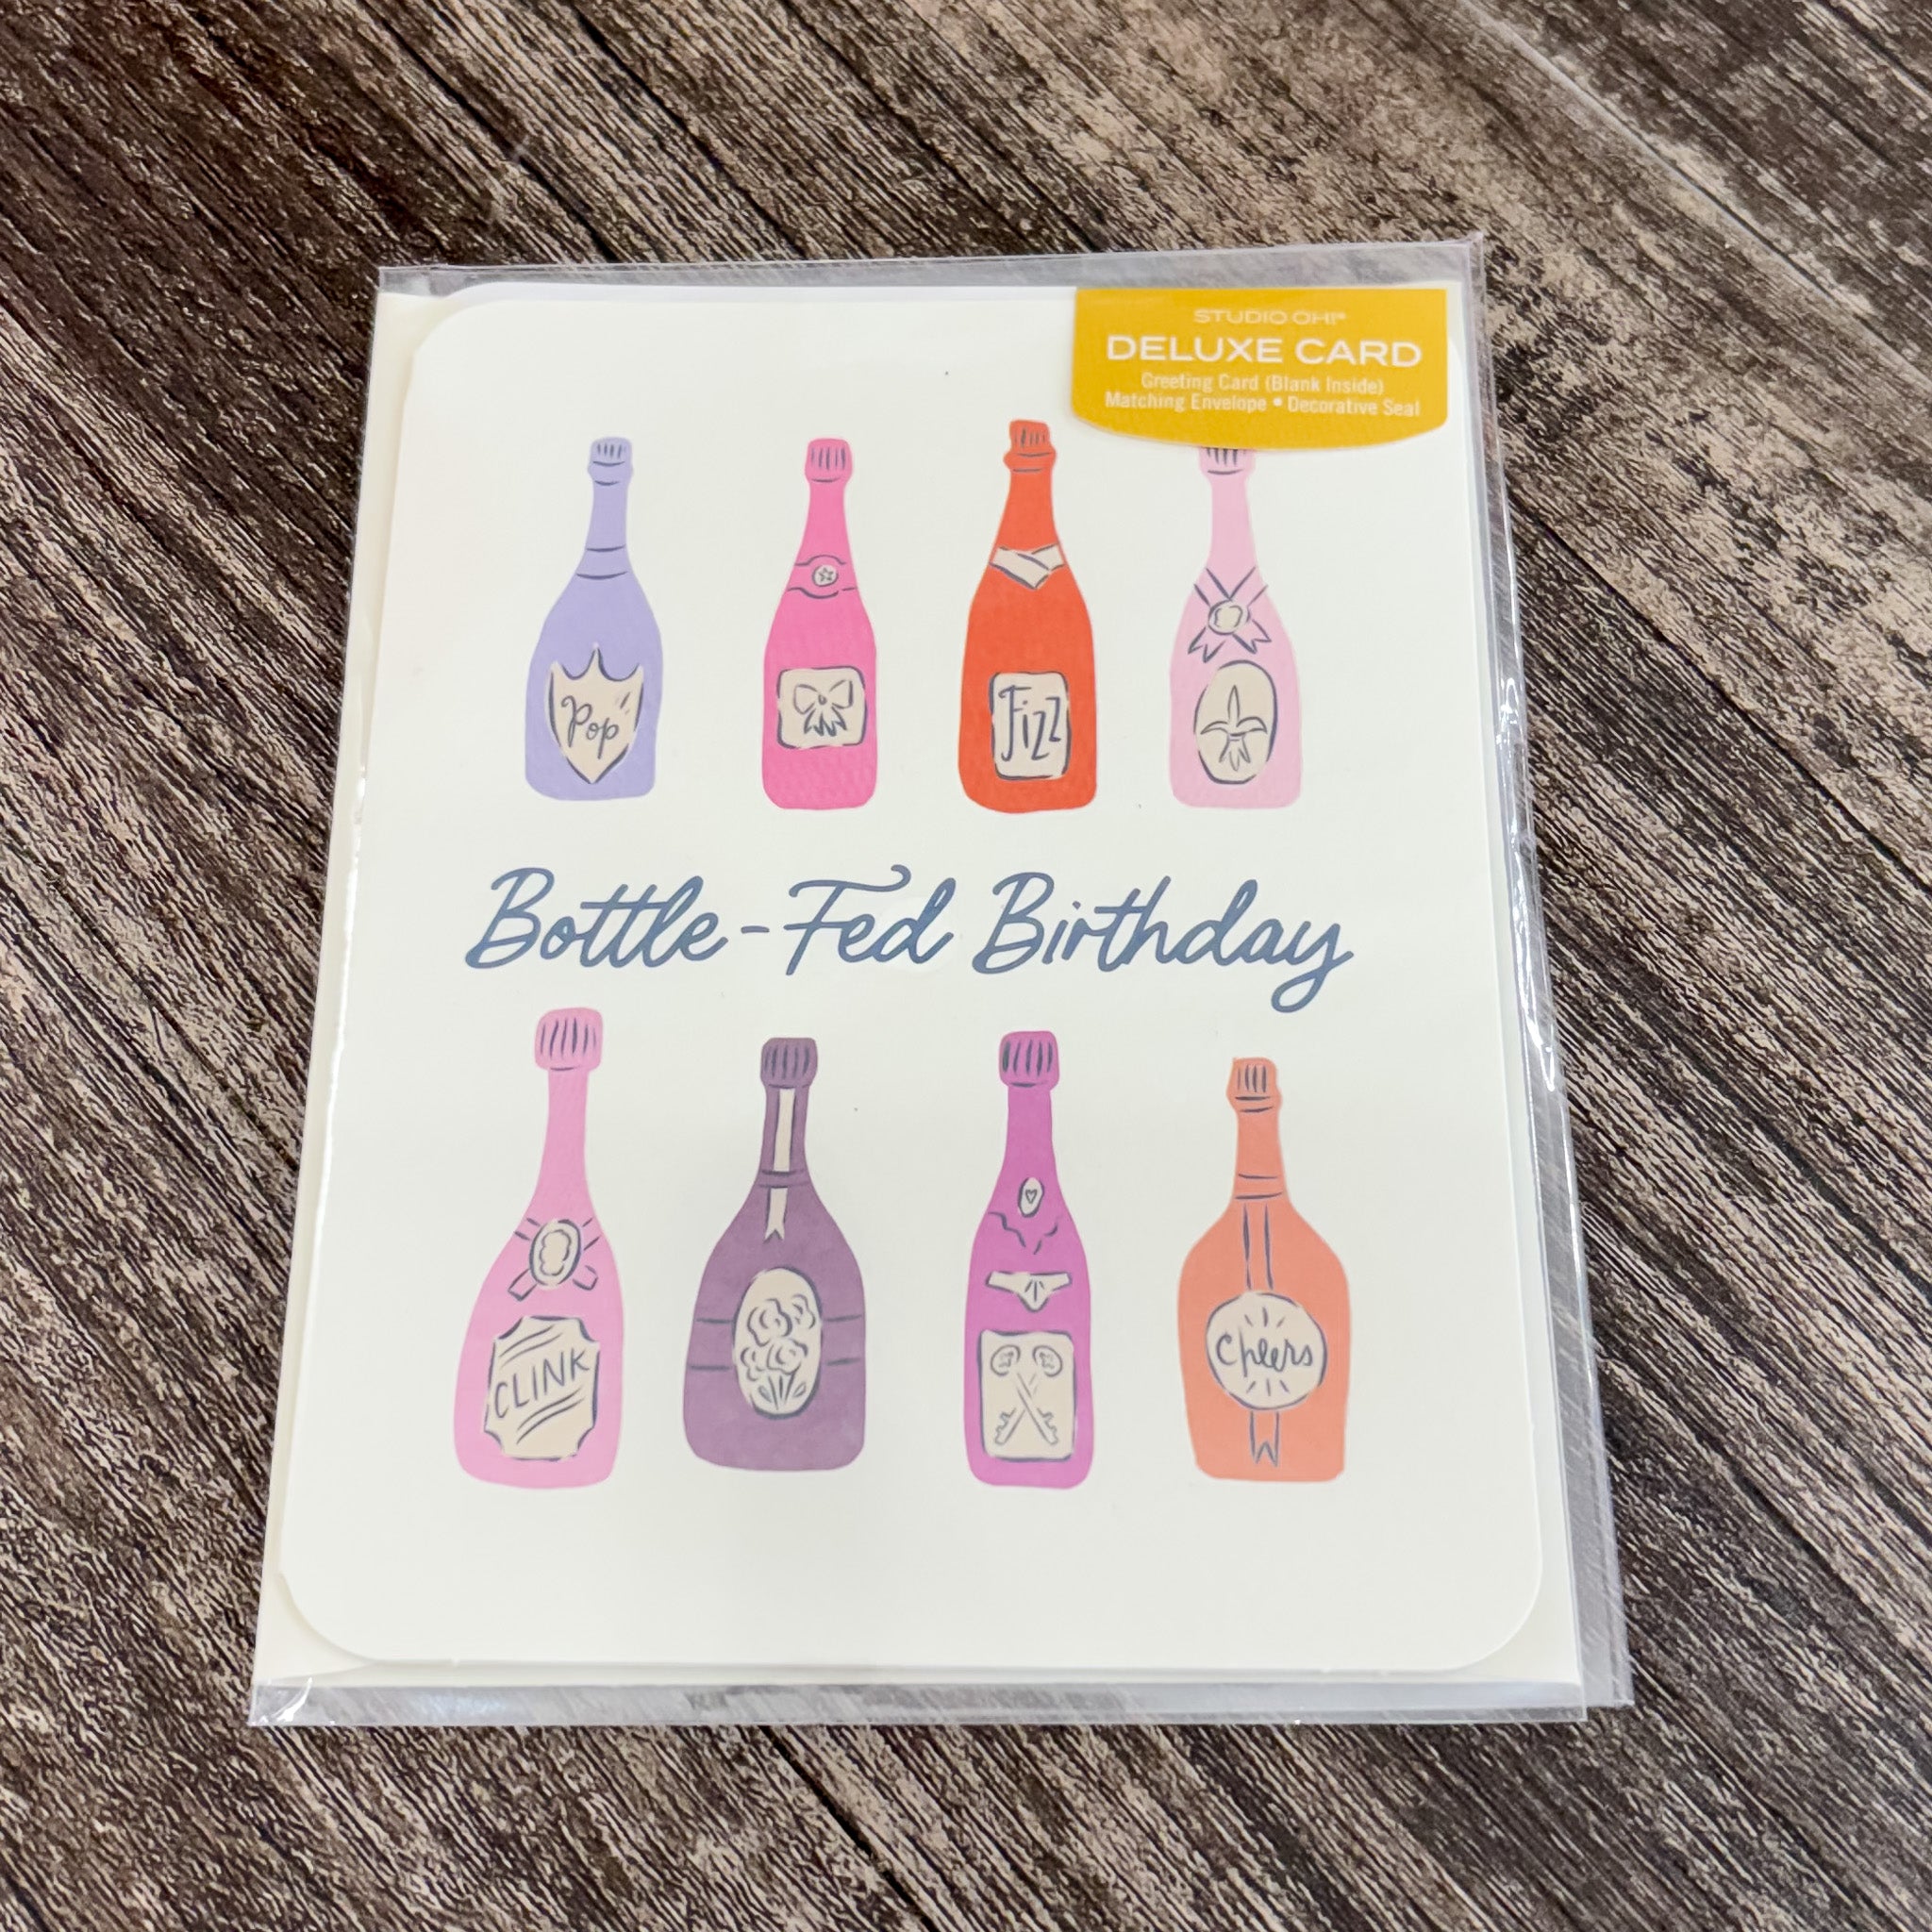 STUDIO OH!®
DELUXE CARD
Greeting Card (Blank Inside)
Matching Envelope • Decorative Seal
Pop
Fizz
Bottle-Fed Birthday
CLINK
Cheers